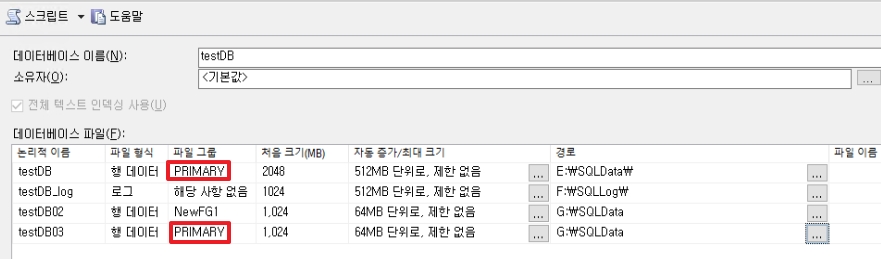 스크립트 도움말
데이터베이스 이름(N): testDB
소유자(O): <기본값> ...
전체 텍스트 인덱싱 사용(U)
데이터베이스 파일(F):
논리적 이름 파일 형식 파일 그룹 처음 크기(MB) 자동 증가/최대 크기 경로 파일 이름
testDB 행 데이터 PRIMARY 2048 512MB 단위로, 제한 없음 ... E:₩SQLData₩ ...
testDB_log 로그 해당 사항 없음 1024 512MB 단위로, 제한 없음 ... F:₩SQLLog₩ ...
testDB02 행 데이터 NewFG1 1,024 64MB 단위로, 제한 없음 ... G:₩SQLData ...
testDB03 행 데이터 PRIMARY 1,024 64MB 단위로, 제한 없음 ... G:₩SQLData ...